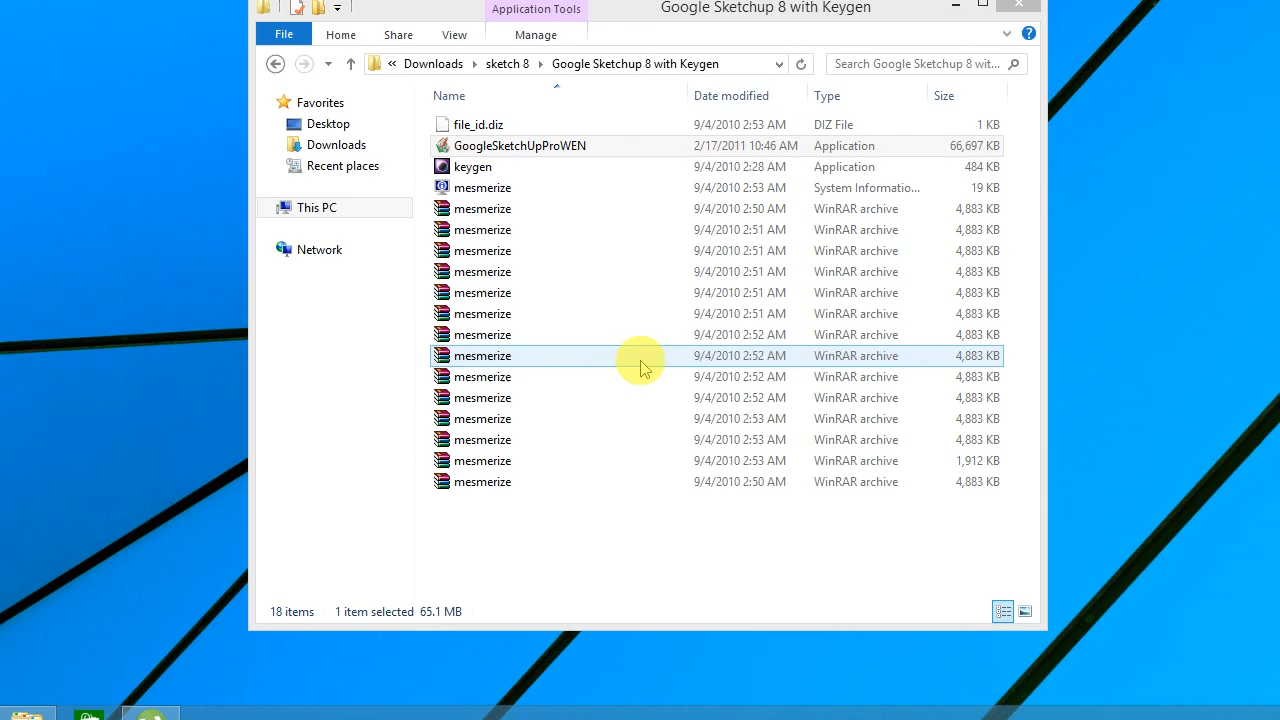 Application Tools
Google Sketchup 8 with Keygen
File Home Share View Manage
« Downloads sketch 8 Google Sketchup 8 with Keygen Search Google Sketchup 8 wit...
Name Date modified Type Size
Favorites
Desktop
Downloads
Recent places
This PC
Network
file_id.diz 9/4/2010 2:53 AM DIZ File 1 KB
GoogleSketchUpProWEN 2/17/2011 10:46 AM Application 66,697 KB
keygen 9/4/2010 2:28 AM Application 484 KB
mesmerize 9/4/2010 2:53 AM System Informatio... 19 KB
mesmerize 9/4/2010 2:50 AM WinRAR archive 4,883 KB
mesmerize 9/4/2010 2:51 AM WinRAR archive 4,883 KB
mesmerize 9/4/2010 2:51 AM WinRAR archive 4,883 KB
mesmerize 9/4/2010 2:51 AM WinRAR archive 4,883 KB
mesmerize 9/4/2010 2:51 AM WinRAR archive 4,883 KB
mesmerize 9/4/2010 2:51 AM WinRAR archive 4,883 KB
mesmerize 9/4/2010 2:52 AM WinRAR archive 4,883 KB
mesmerize 9/4/2010 2:52 AM WinRAR archive 4,883 KB
mesmerize 9/4/2010 2:52 AM WinRAR archive 4,883 KB
mesmerize 9/4/2010 2:52 AM WinRAR archive 4,883 KB
mesmerize 9/4/2010 2:53 AM WinRAR archive 4,883 KB
mesmerize 9/4/2010 2:53 AM WinRAR archive 4,883 KB
mesmerize 9/4/2010 2:53 AM WinRAR archive 1,912 KB
mesmerize 9/4/2010 2:50 AM WinRAR archive 4,883 KB
18 items 1 item selected 65.1 MB